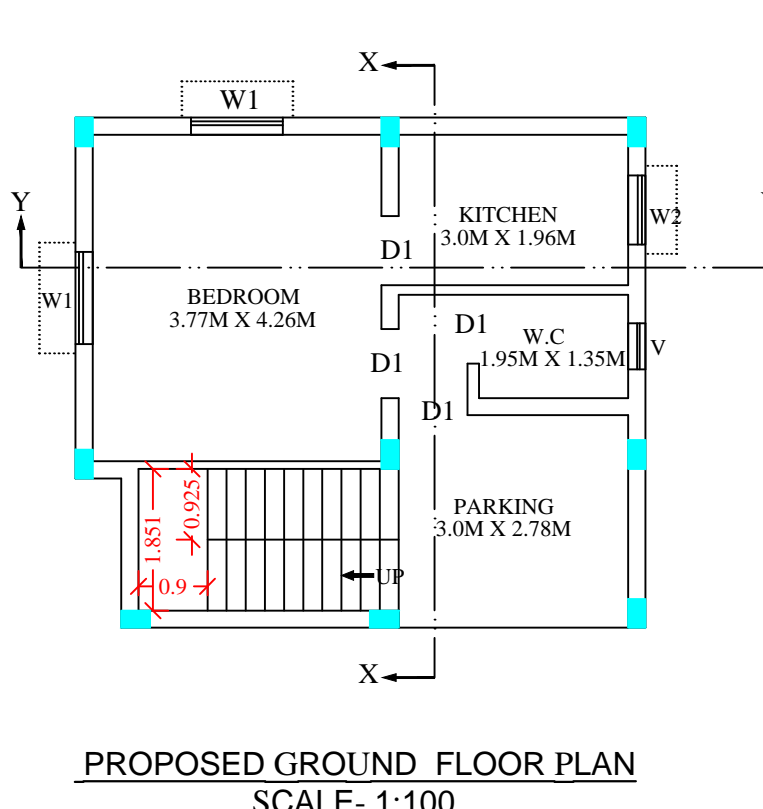 X
W1
Y
KITCHEN
3.0M X 1.96M
W2
D1
BEDROOM
3.77M X 4.26M
W1
D1
W.C
1.95M X 1.35M
V
D1
D1
0.925
1.851
0.9
UP
PARKING
3.0M X 2.78M
X
PROPOSED GROUND FLOOR PLAN
SCALE- 1:100